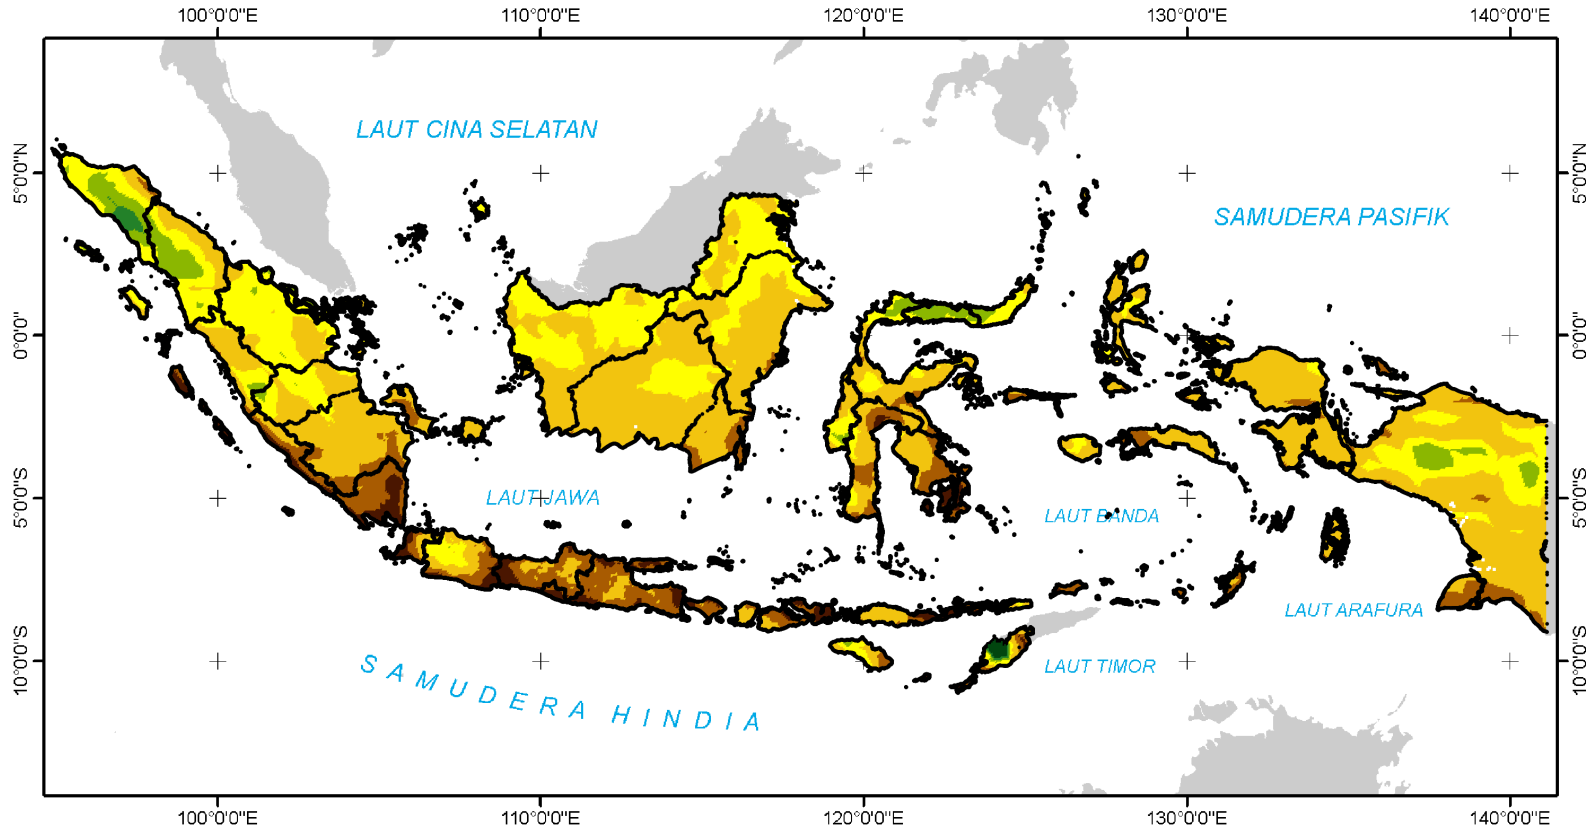 100°0'0"E 110°0'0"E 120°0'0"E 130°0'0"E 140°0'0"E
LAUT CINA SELATAN
5°0'0"N 5°0'0"N
SAMUDERA PASIFIK
0°0'0" 0°0'0"
5°0'0"S 5°0'0"S
LAUT JAWA
LAUT BANDA
LAUT ARAFURA
10°0'0"S 10°0'0"S
LAUT TIMOR
SAMUDERA HINDIA
100°0'0"E 110°0'0"E 120°0'0"E 130°0'0"E 140°0'0"E